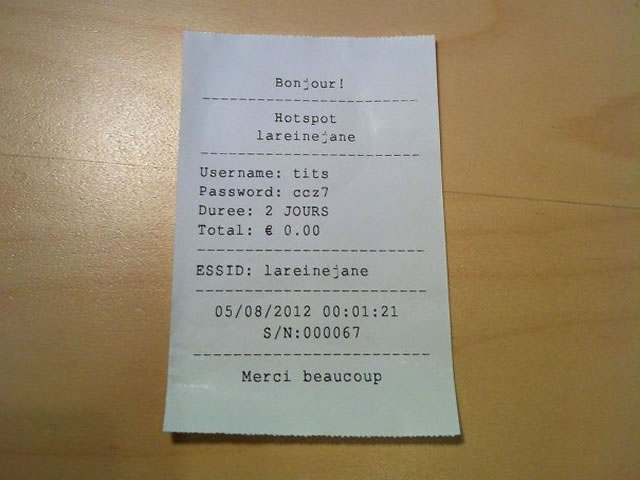 Bonjour!
Hotspot
lareinejane
Username: tits
Password: ccz7
Duree: 2 JOURS
Total: € 0.00
ESSID: lareinejane
05/08/2012 00:01:21
S/N:000067
Merci beaucoup